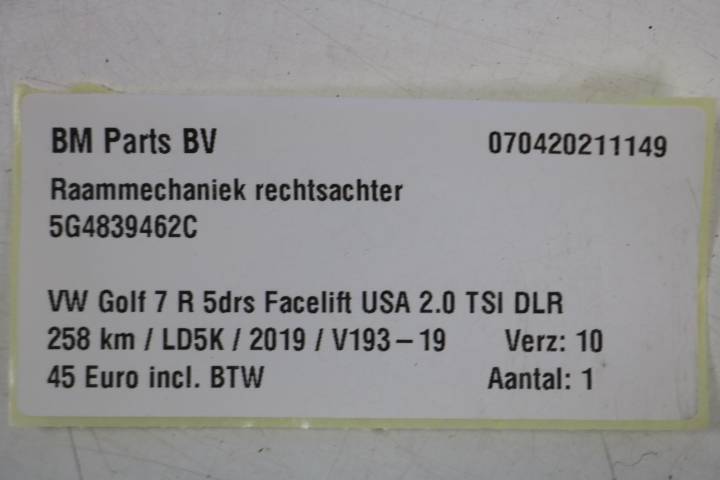 BM Parts BV 070420211149
Raammechaniek rechtsachter
5G4839462C
VW Golf 7 R 5drs Facelift USA 2.0 TSI DLR
258 km / LD5K / 2019 / V193-19 Verz: 10
45 Euro incl. BTW Aantal: 1